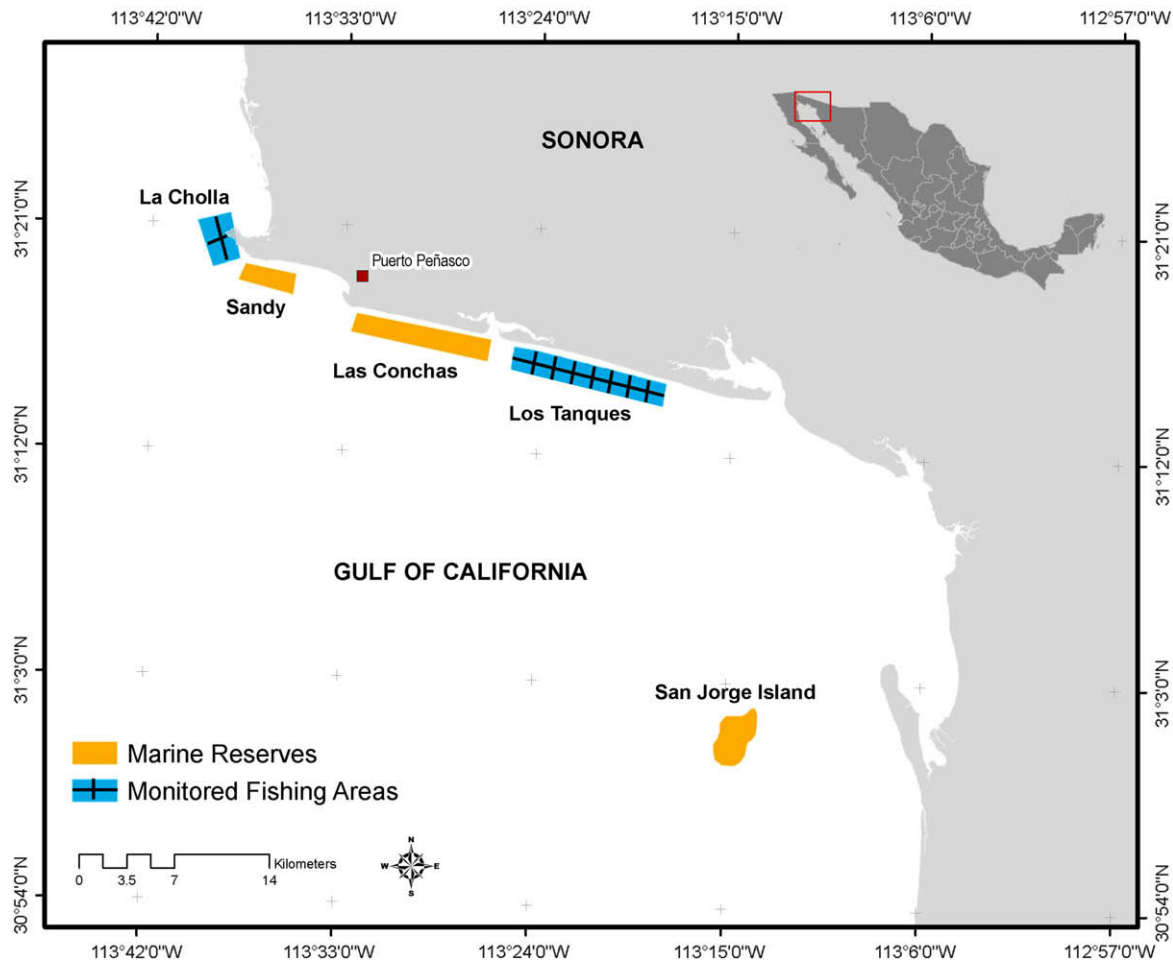 113°42'0"W 113°33'0"W 113°24'0"W 113°15'0"W 113°6'0"W 112°57'0"W
SONORA
La Cholla
31°21'0"N
31°21'0"N
Puerto Peñasco
Sandy
Las Conchas
Los Tanques
31°12'0"N
31°12'0"N
GULF OF CALIFORNIA
31°3'0"N
31°3'0"N
San Jorge Island
Marine Reserves
Monitored Fishing Areas
N
W E
S
Kilometers
0 3.5 7 14
30°54'0"N
30°54'0"N
113°42'0"W 113°33'0"W 113°24'0"W 113°15'0"W 113°6'0"W 112°57'0"W